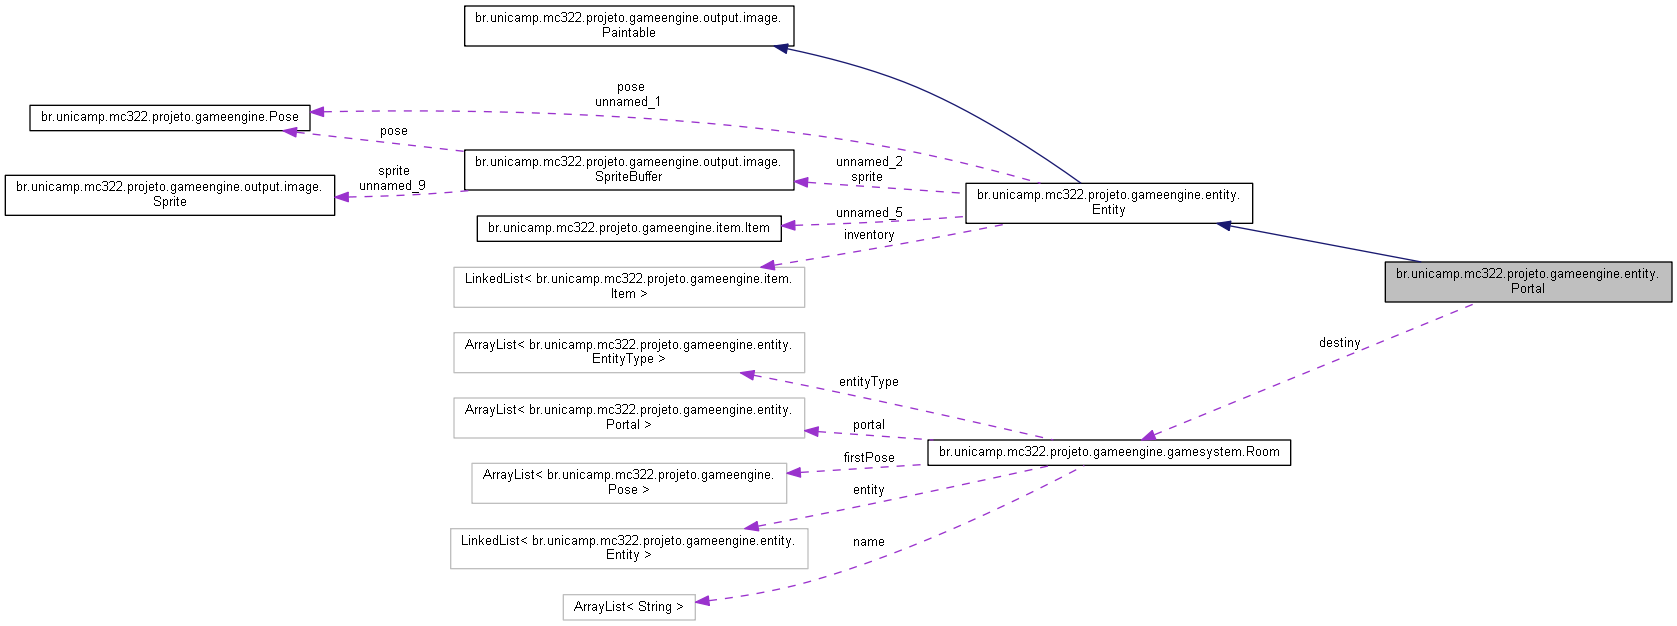 br.unicamp.mc322.projeto.gameengine.output.image.
Paintable
pose
unnamed_1
br.unicamp.mc322.projeto.gameengine.Pose
pose
br.unicamp.mc322.projeto.gameengine.output.image.
SpriteBuffer
unnamed_2
sprite
sprite
unnamed_9
br.unicamp.mc322.projeto.gameengine.output.image.
Sprite
br.unicamp.mc322.projeto.gameengine.entity.
Entity
unnamed_5
br.unicamp.mc322.projeto.gameengine.item.Item
inventory
LinkedList< br.unicamp.mc322.projeto.gameengine.item.
Item >
br.unicamp.mc322.projeto.gameengine.entity.
Portal
destiny
ArrayList< br.unicamp.mc322.projeto.gameengine.entity.
EntityType >
entityType
ArrayList< br.unicamp.mc322.projeto.gameengine.entity.
Portal >
portal
br.unicamp.mc322.projeto.gameengine.gamesystem.Room
firstPose
ArrayList< br.unicamp.mc322.projeto.gameengine.
Pose >
entity
LinkedList< br.unicamp.mc322.projeto.gameengine.entity.
Entity >
name
ArrayList< String >